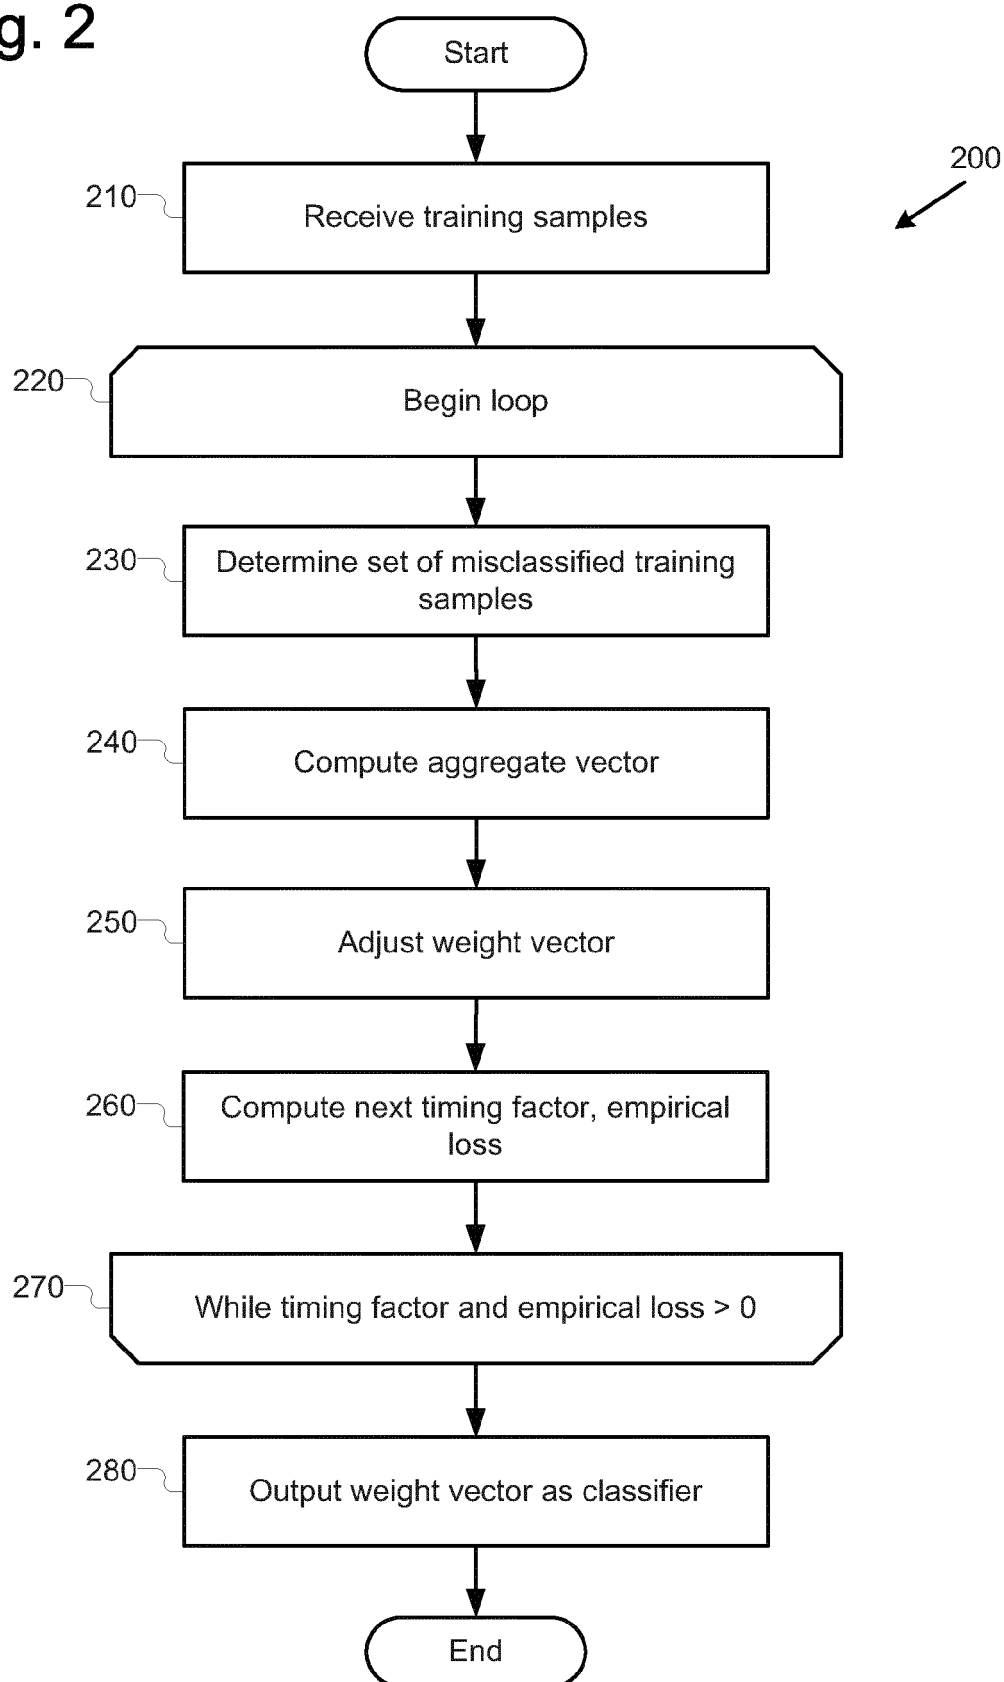 g. 2
Start
200
210
Receive training samples
220
Begin loop
230
Determine set of misclassified training
samples
240
Compute aggregate vector
250
Adjust weight vector
260
Compute next timing factor, empirical
loss
270
While timing factor and empirical loss > 0
280
Output weight vector as classifier
End